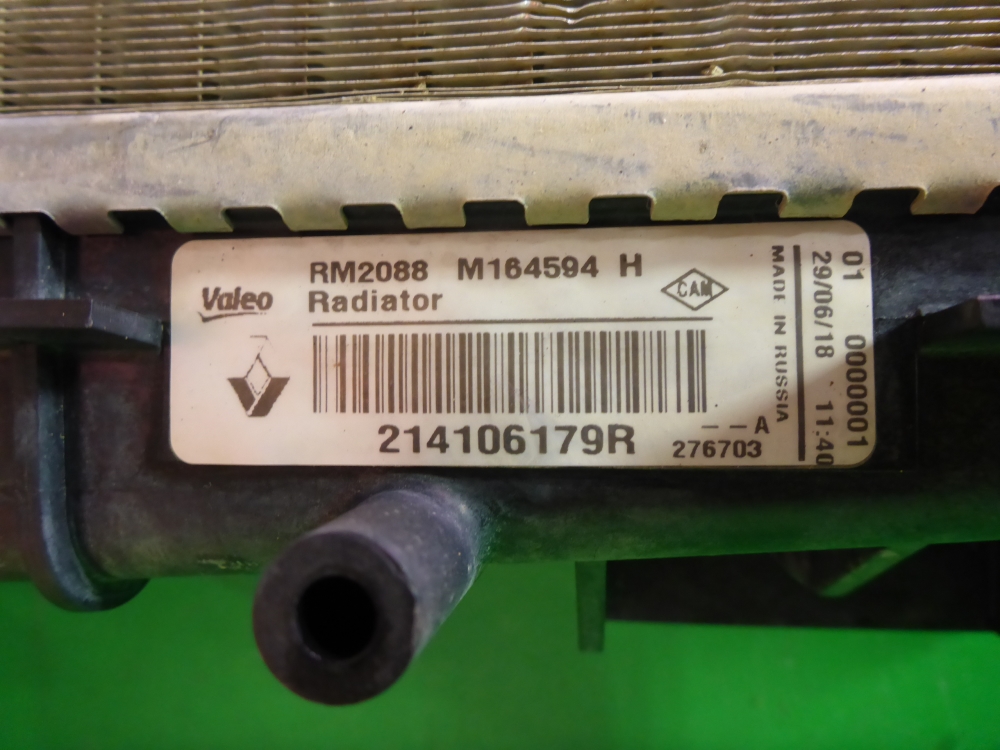 Valeo
RM2088 M164594 H
Radiator
CAM
214106179R
--A
276703
MADE IN RUSSIA
29/06/18 11:40
01 0000001